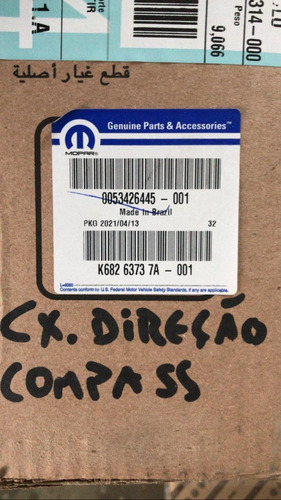 314-000
Peso
9.066
قطع غيار أصلية
Genuine Parts & Accessories™
MOPAR®
0053426445 - 001
Made in Brazil
PKG 2021/04/13 32
K682 6373 7A - 001
Contents conform to U.S. Federal Motor Vehicle Safety Standards, if any are applicable.
CX. DIREÇÃO
COMPASS